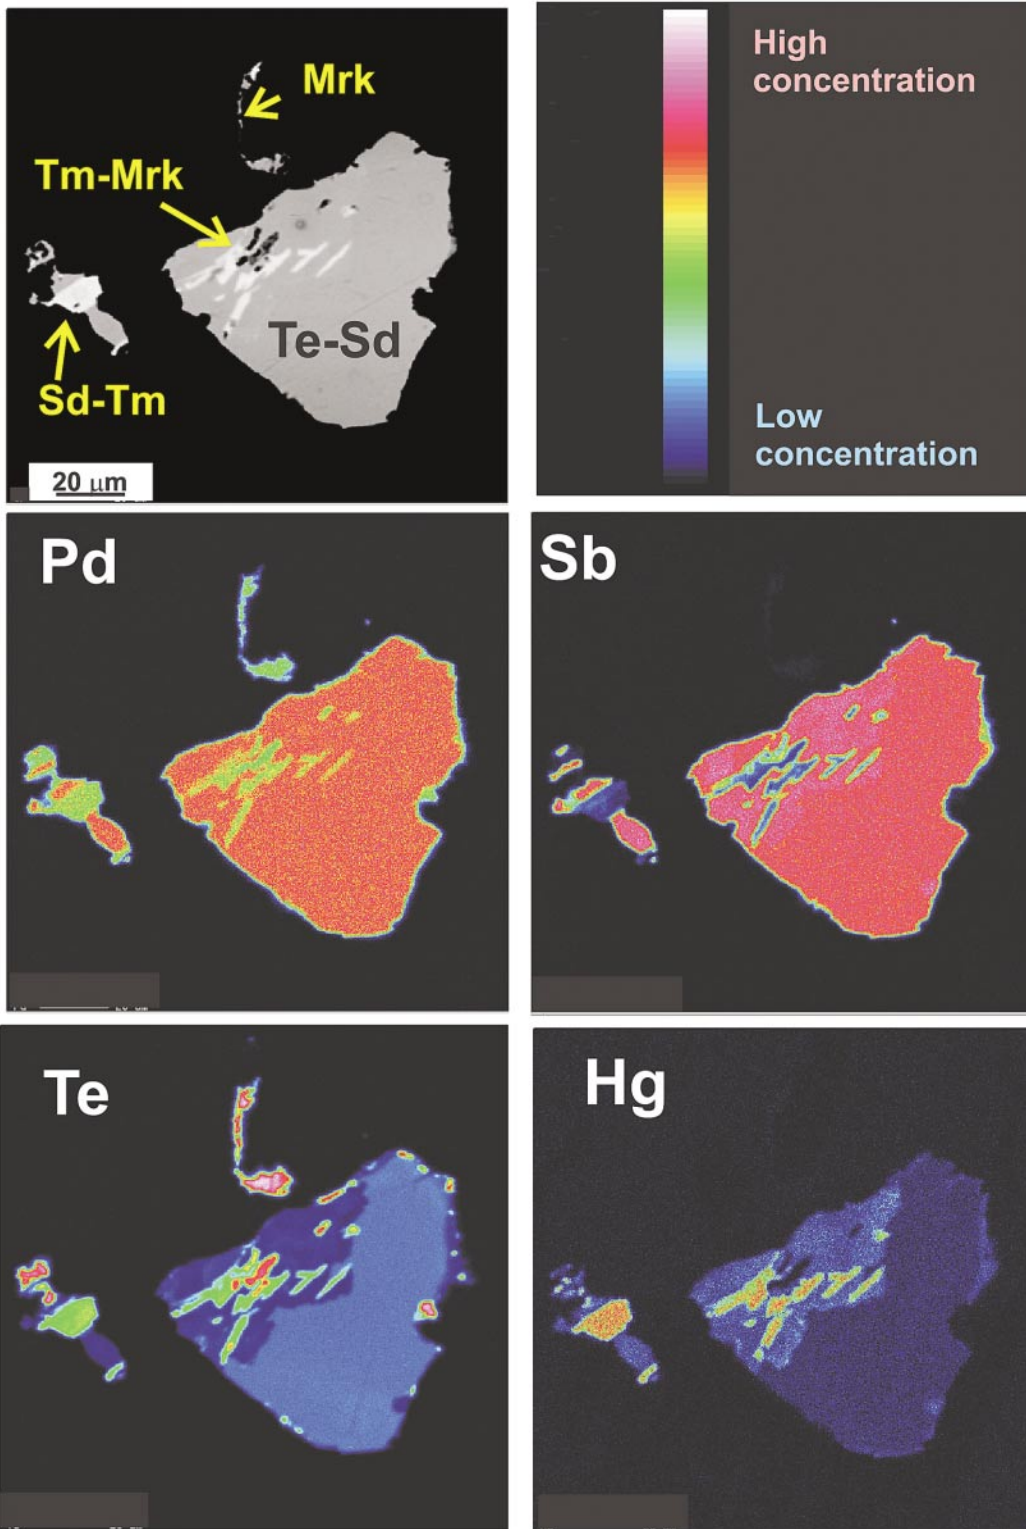 Mrk
High
concentration
Tm-Mrk
Te-Sd
Sd-Tm
Low
concentration
20 μm
Pd
Sb
Te
Hg